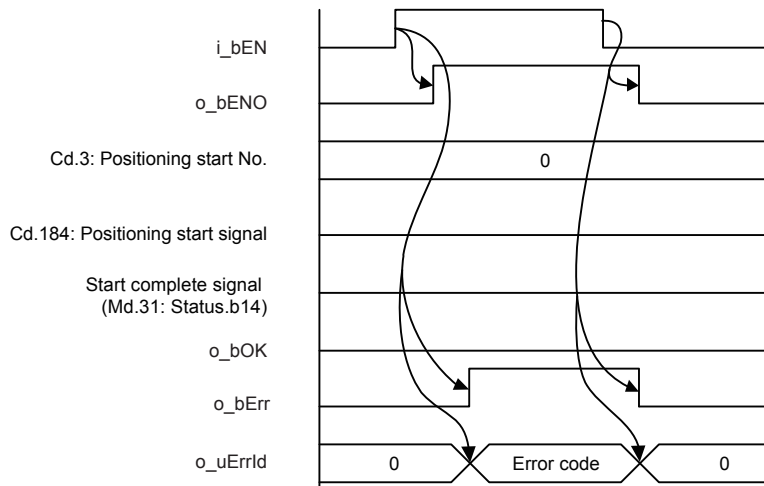 i_bEN
o_bENO
Cd.3: Positioning start No.
0
Cd.184: Positioning start signal
Start complete signal
(Md.31: Status.b14)
o_bOK
o_bErr
o_uErrId
0
Error code
0